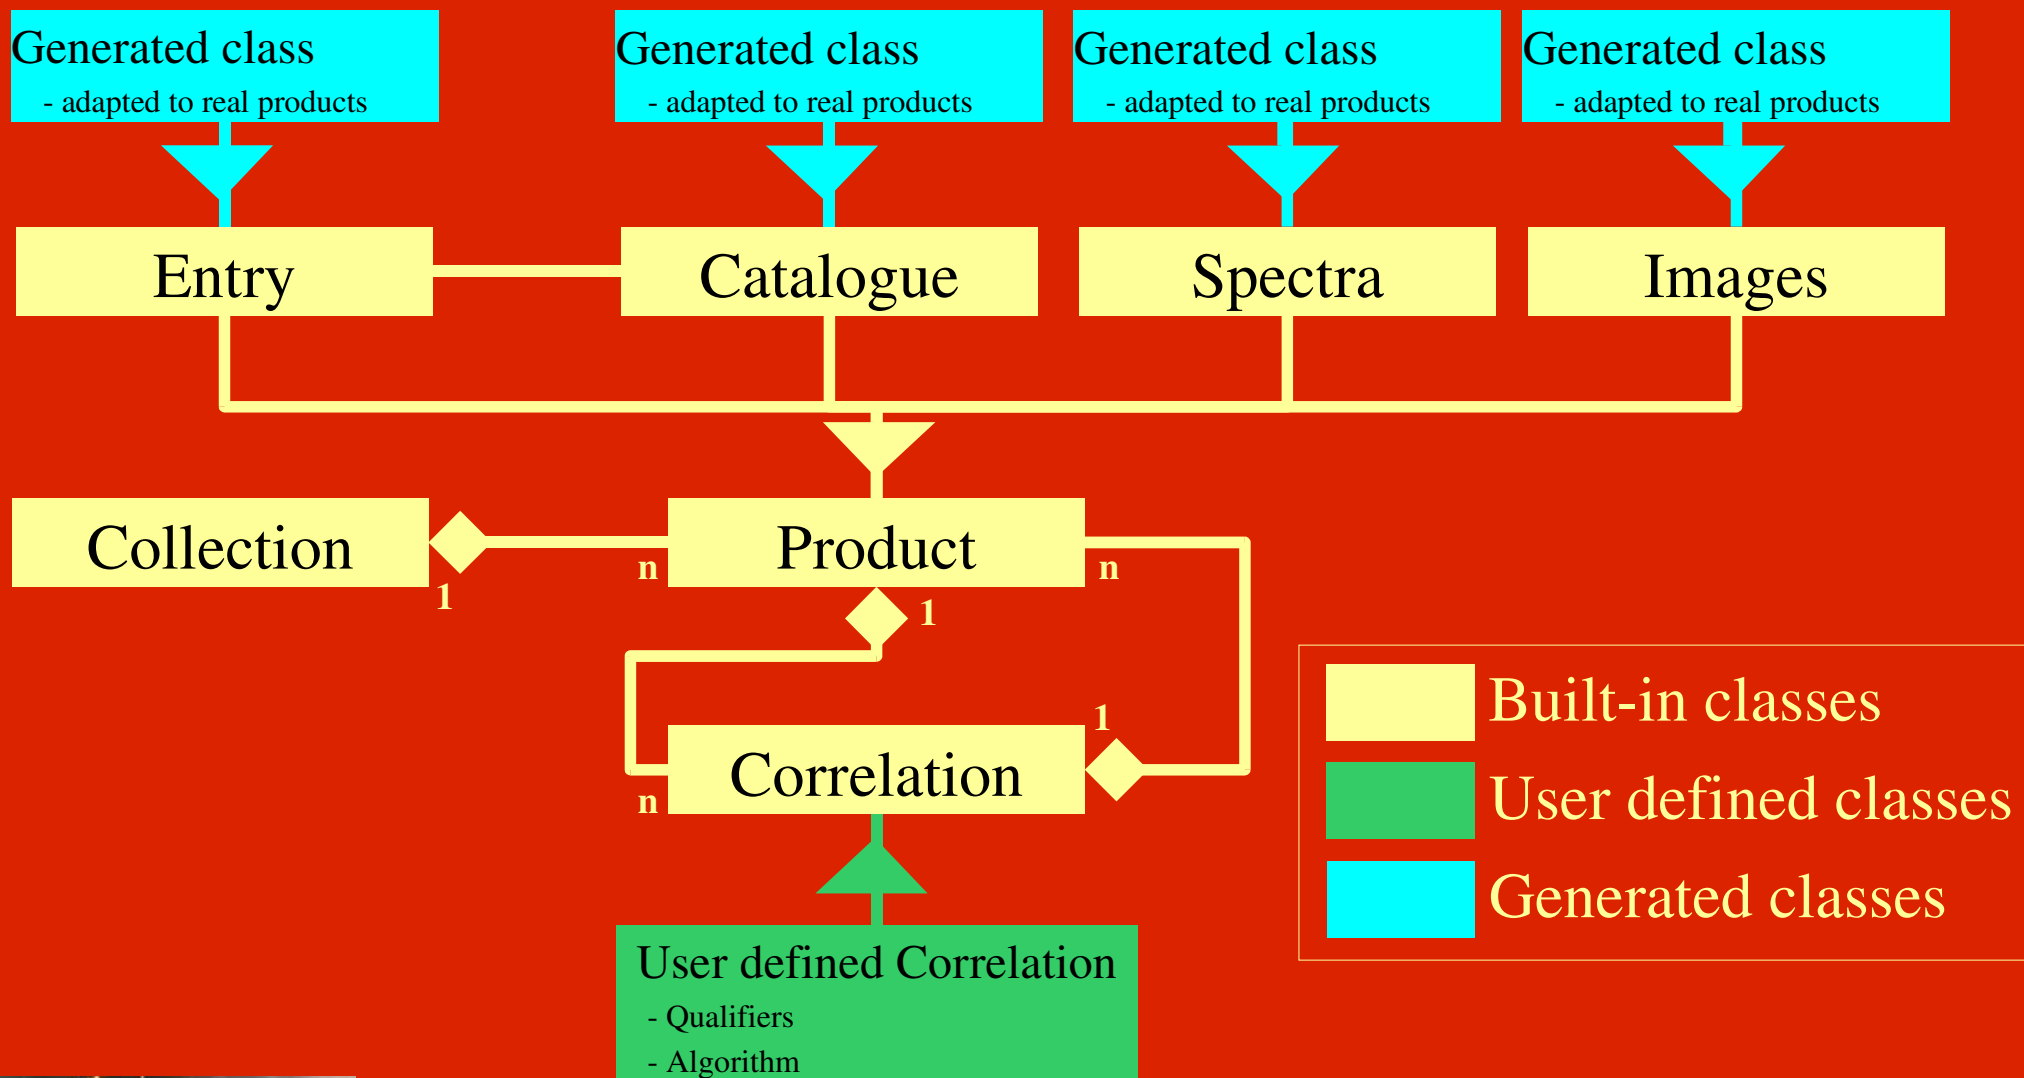 Generated class
- adapted to real products
Generated class
- adapted to real products
Generated class
- adapted to real products
Generated class
- adapted to real products
Entry
Catalogue
Spectra
Images
Collection
Product
n
n
1
1
1
Correlation
n
Built-in classes
User defined classes
Generated classes
User defined Correlation
- Qualifiers
- Algorithm